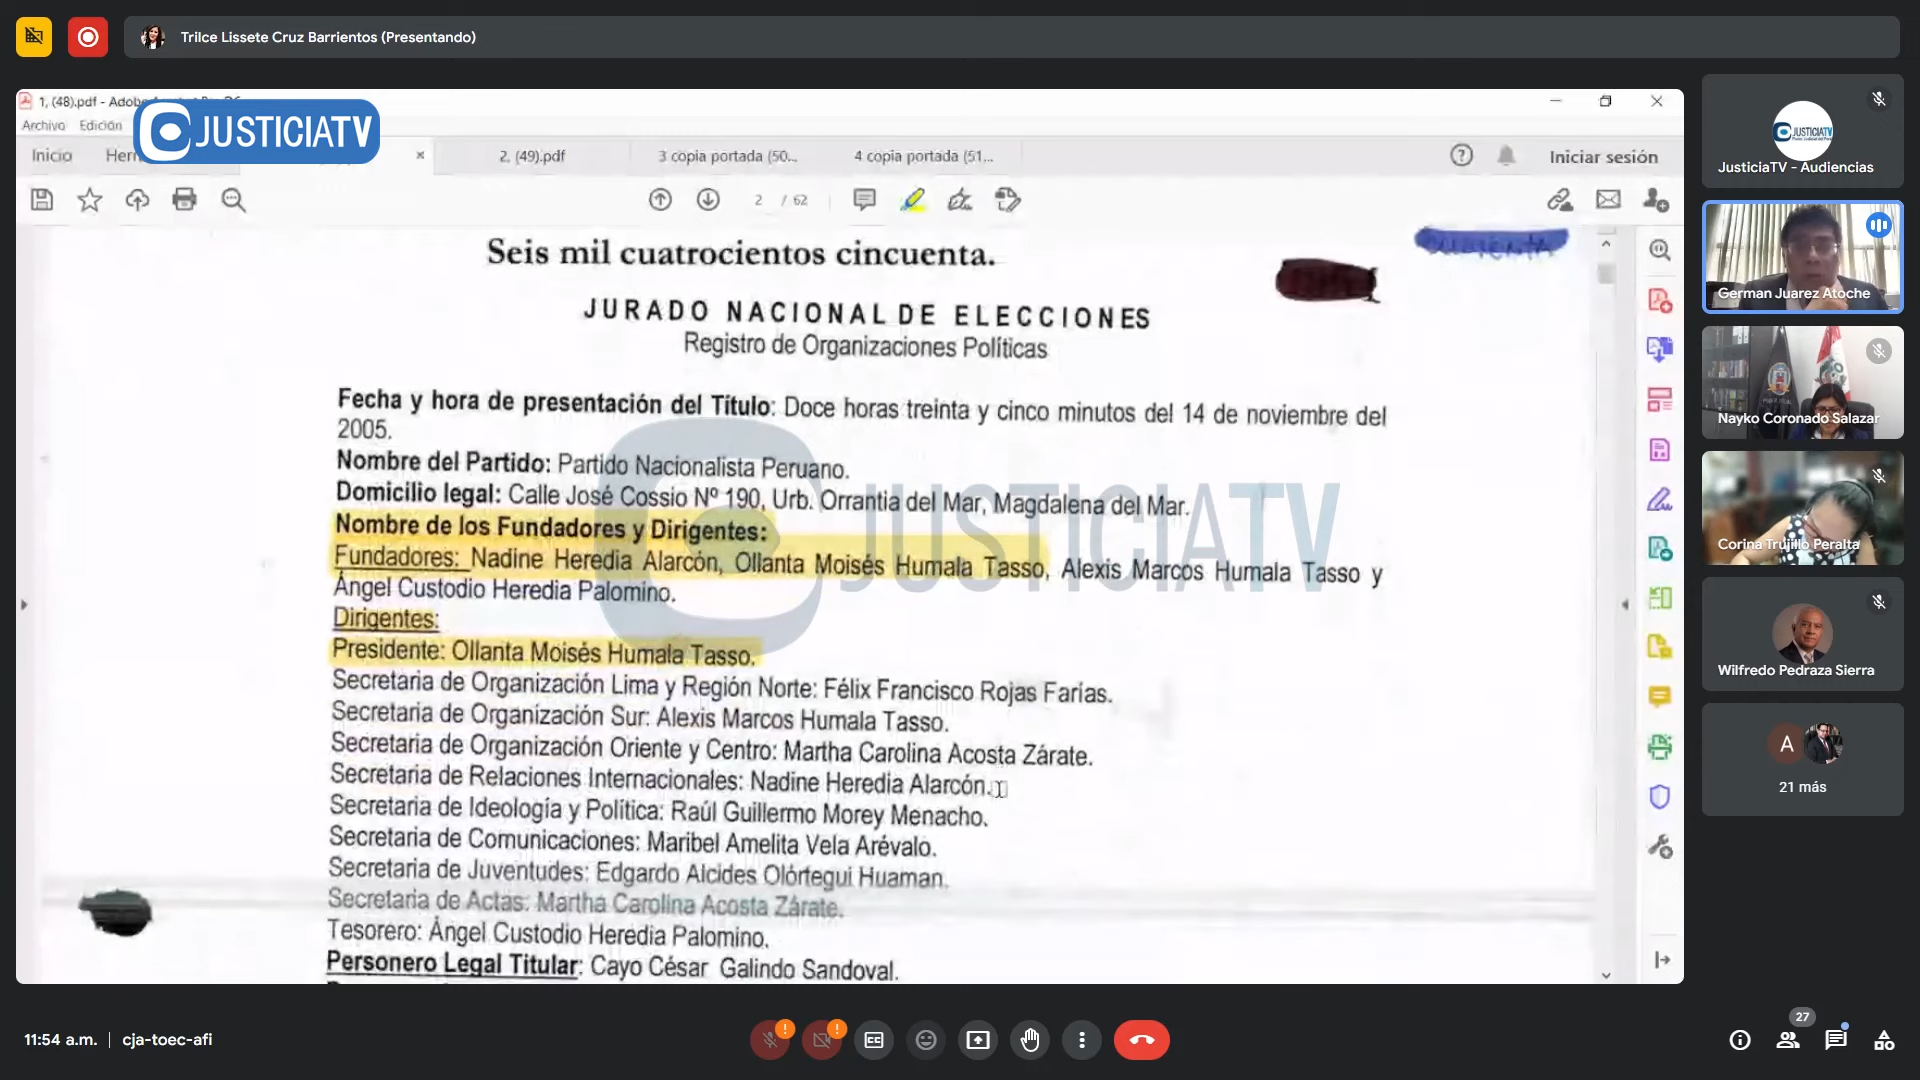 Trilce Lissete Cruz Barrientos (Presentando)
1, (48).pdf - Adobe
JUSTICIATV
Archivo Edición
Inicio
2, (49).pdf
3 copia portada (50...
4 copia portada (51...
Iniciar sesión
2 / 62
Seis mil cuatrocientos cincuenta.
JURADO NACIONAL DE ELECCIONES
Registro de Organizaciones Políticas
Fecha y hora de presentación del Título: Doce horas treinta y cinco minutos del 14 de noviembre del
2005.
Nombre del Partido: Partido Nacionalista Peruano.
Domicilio legal: Calle José Cossio Nº 190, Urb. Orrantia del Mar, Magdalena del Mar.
Nombre de los Fundadores y Dirigentes:
Fundadores: Nadine Heredia Alarcón, Ollanta Moisés Humala Tasso, Alexis Marcos Humala Tasso y
Ángel Custodio Heredia Palomino.
Dirigentes:
Presidente: Ollanta Moisés Humala Tasso.
Secretaria de Organización Lima y Región Norte: Félix Francisco Rojas Farías.
Secretaria de Organización Sur: Alexis Marcos Humala Tasso.
Secretaria de Organización Oriente y Centro: Martha Carolina Acosta Zárate.
Secretaria de Relaciones Internacionales: Nadine Heredia Alarcón.
Secretaria de Ideología y Política: Raúl Guillermo Morey Menacho.
Secretaria de Comunicaciones: Maribel Amelita Vela Arévalo.
Secretaria de Juventudes: Edgardo Alcides Olórtegui Huaman.
Secretaria de Actas: Martha Carolina Acosta Zárate.
Tesorero: Ángel Custodio Heredia Palomino.
Personero Legal Titular: Cayo César Galindo Sandoval.
JUSTICIATV
JUSTICIATV
JusticiaTV - Audiencias
German Juarez Atoche
Nayko Coronado Salazar
Corina Trujillo Peralta
Wilfredo Pedraza Sierra
A
21 más
11:54 a.m. | cja-toec-afi
CC
27